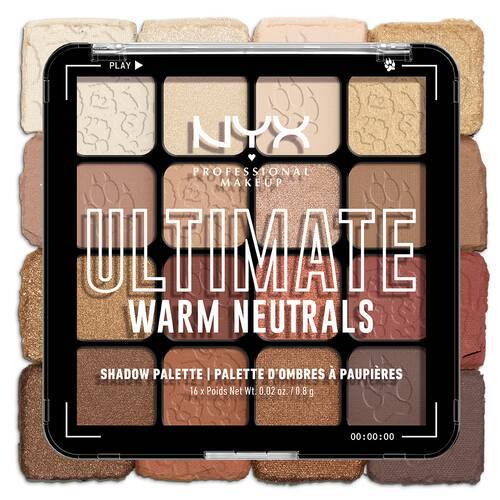 PLAY
NYX
PROFESSIONAL
MAKEUP
ULTIMATE
WARM NEUTRALS
SHADOW PALETTE | PALETTE D'OMBRES À PAUPIÈRES
16 x Poids Net Wt. 0.02 oz. / 0.8 g
00:00:00